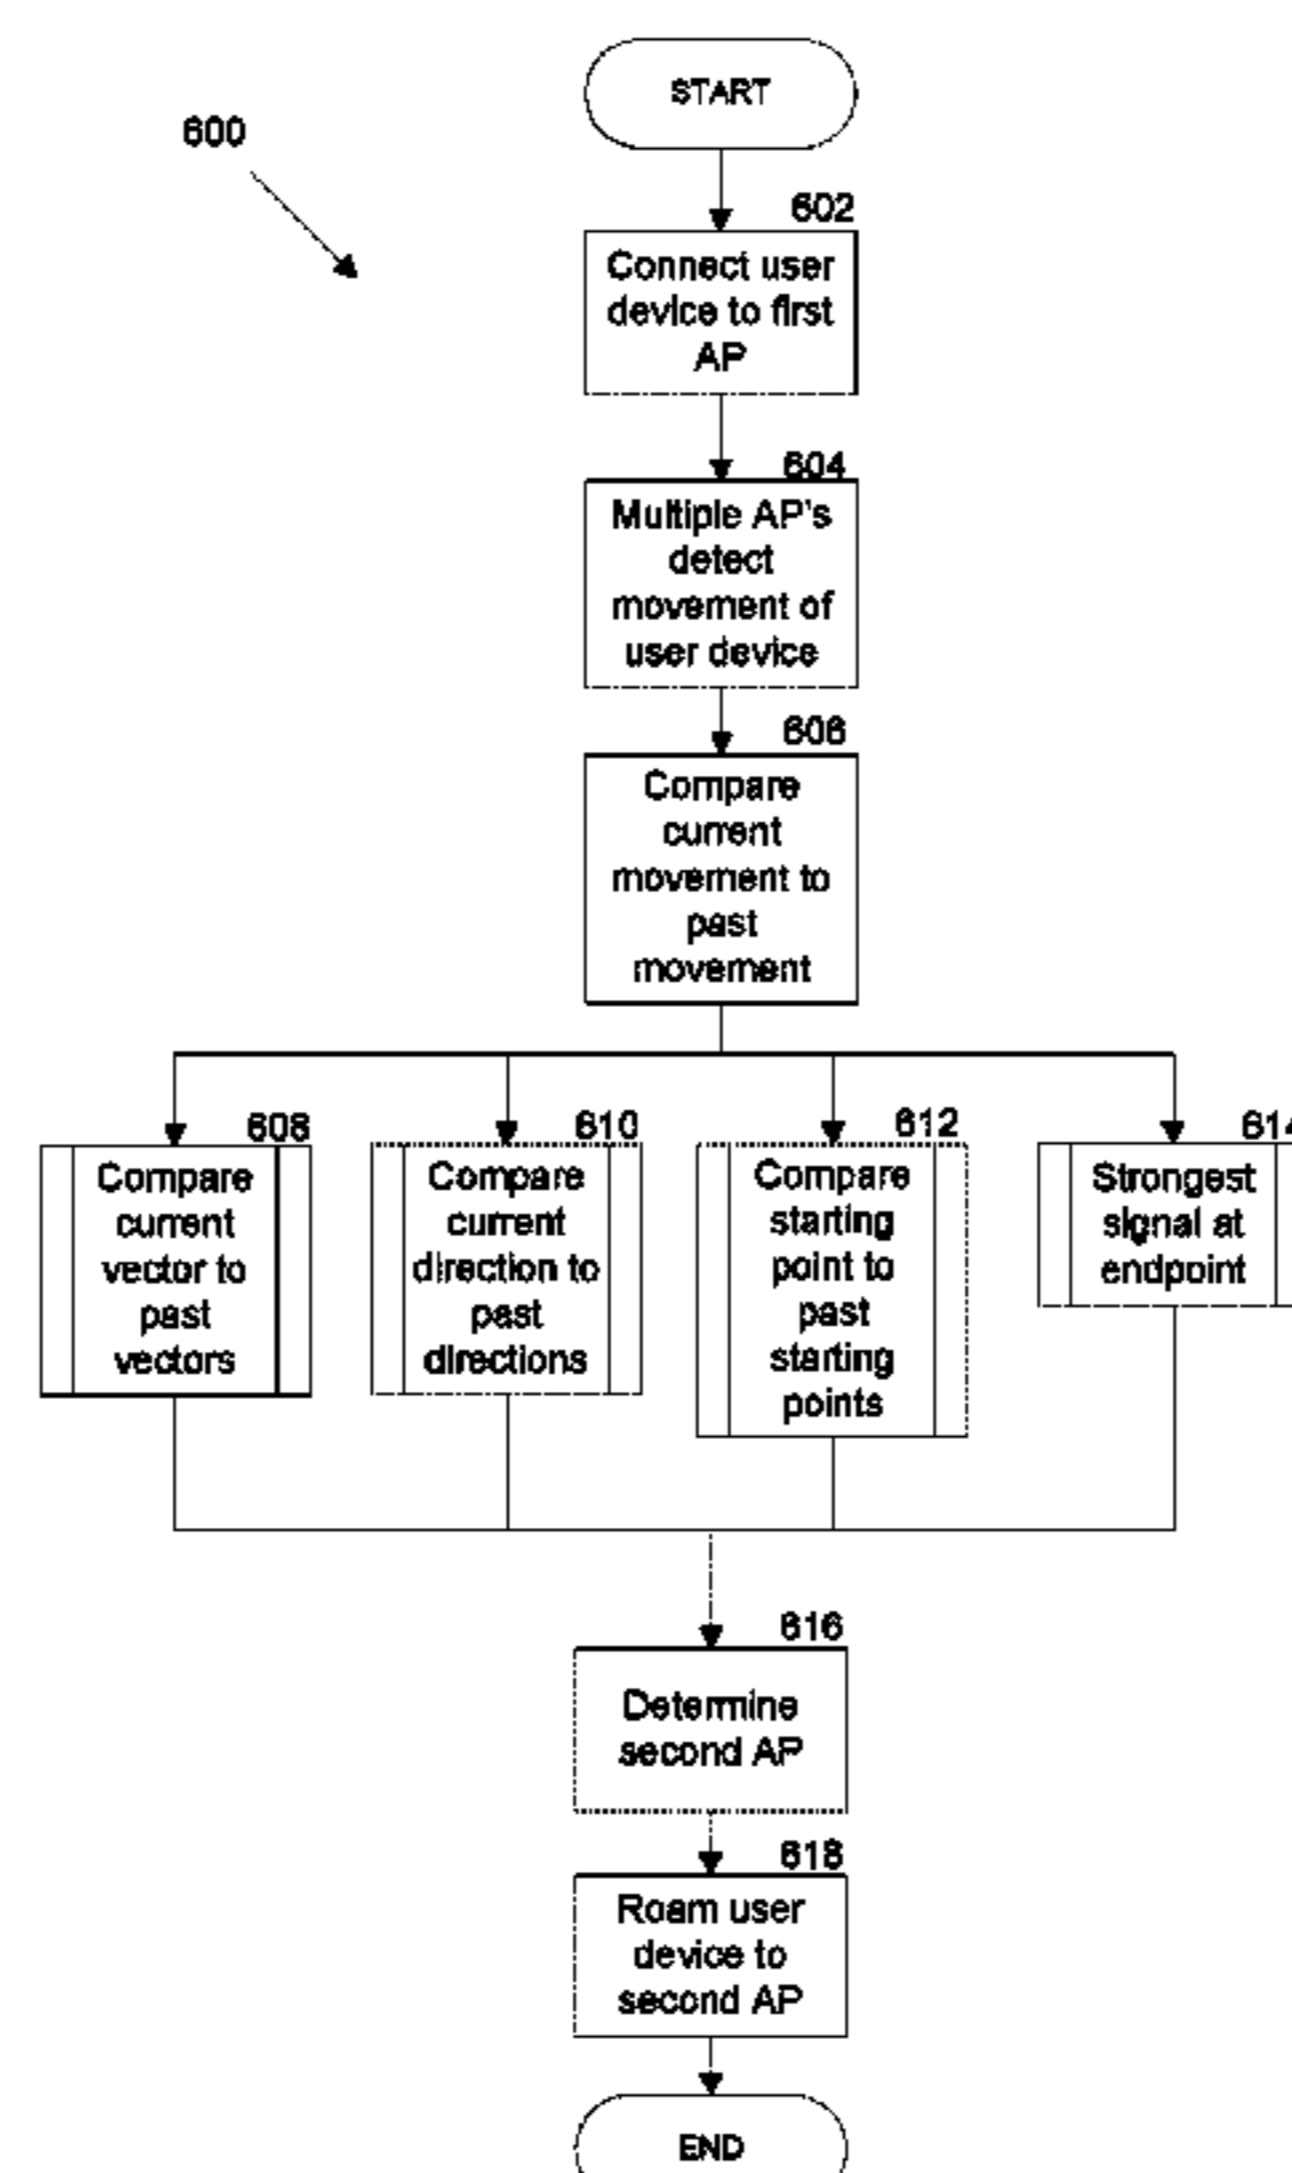 START
600
602
Connect user
device to first
AP
604
Multiple AP's
detect
movement of
user device
606
Compare
current
movement to
past
movement
608
Compare
current
vector to
past
vectors
610
Compare
current
direction to
past
directions
612
Compare
starting
point to
past
starting
points
614
Strongest
signal at
endpoint
616
Determine
second AP
618
Roam user
device to
second AP
END